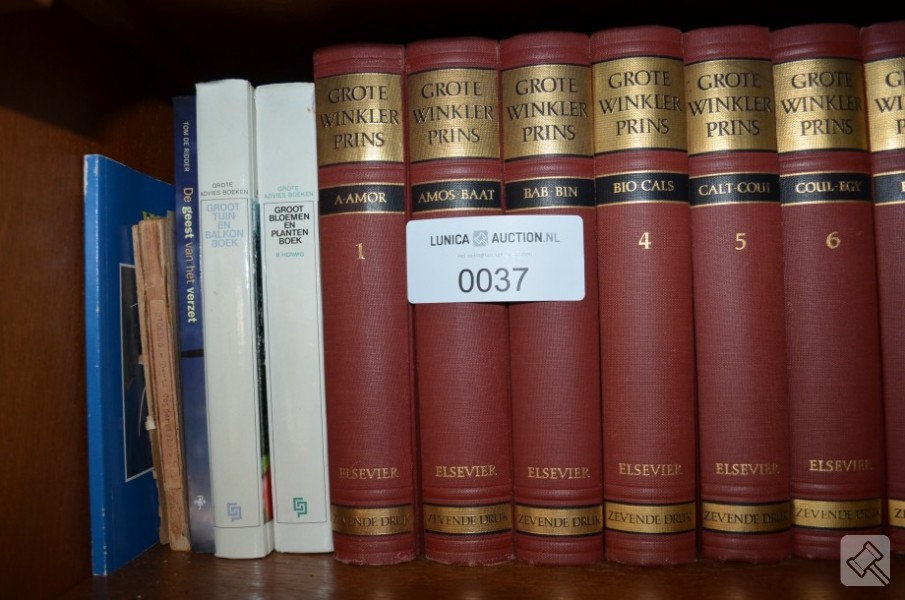 TOM DE RIDDER
De geest van het verzet
GROTE
ADVIES BOEKEN
GROOT
TUIN
EN
BALKON
BOEK
GROTE
ADVIES BOEKEN
GROOT
BLOEMEN
EN
PLANTEN
BOEK
R. HERWIG
GROTE
WINKLER
PRINS
A-AMOR
1
ELSEVIER
ZEVENDE DRUK
GROTE
WINKLER
PRINS
AMOS-BAAT
ELSEVIER
ZEVENDE DRUK
GROTE
WINKLER
PRINS
BAB-BIN
ELSEVIER
ZEVENDE DRUK
LUNICA AUCTION.NL
0037
GROTE
WINKLER
PRINS
BIO CALS
4
ELSEVIER
ZEVENDE DRUK
GROTE
WINKLER
PRINS
CALT-COUI
5
ELSEVIER
ZEVENDE DRUK
GROTE
WINKLER
PRINS
COUL-EGY
6
ELSEVIER
ZEVENDE DRUK